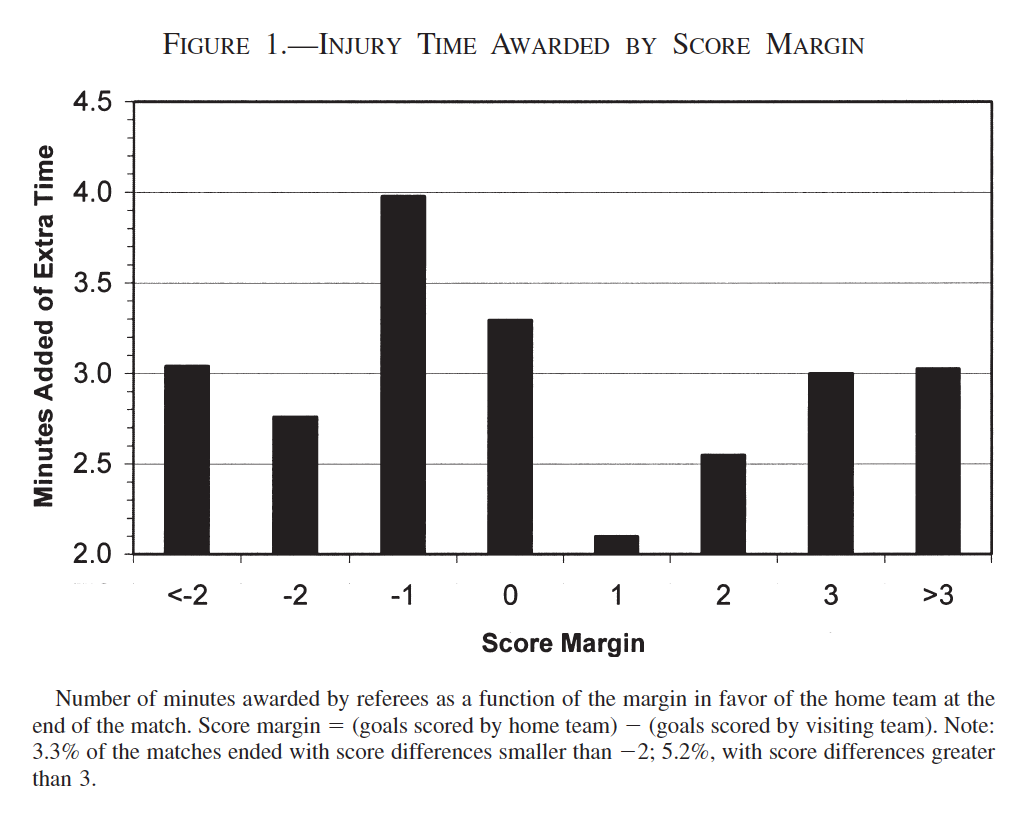 FIGURE 1.—INJURY TIME AWARDED BY SCORE MARGIN
4.5
4.0
3.5
3.0
2.5
2.0
Minutes Added of Extra Time
<-2 -2 -1 0 1 2 3 >3
Score Margin
Number of minutes awarded by referees as a function of the margin in favor of the home team at the
end of the match. Score margin = (goals scored by home team) − (goals scored by visiting team). Note:
3.3% of the matches ended with score differences smaller than −2; 5.2%, with score differences greater
than 3.